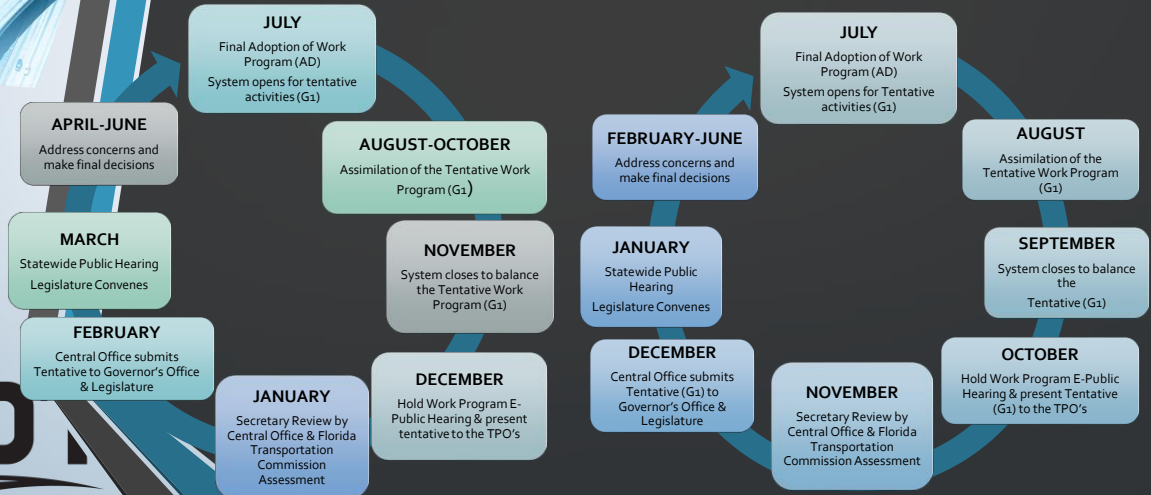 JULY
Final Adoption of Work
Program (AD)
System opens for tentative
activities (G1)
AUGUST-OCTOBER
Assimilation of the Tentative Work
Program (G1)
NOVEMBER
System closes to balance
the Tentative Work
Program (G1)
DECEMBER
Hold Work Program E-
Public Hearing & present
tentative to the TPO's
JANUARY
Secretary Review by
Central Office & Florida
Transportation
Commission
Assessment
FEBRUARY
Central Office submits
Tentative to Governor's Office
& Legislature
MARCH
Statewide Public Hearing
Legislature Convenes
APRIL-JUNE
Address concerns and
make final decisions
JULY
Final Adoption of Work
Program (AD)
System opens for Tentative
activities (G1)
AUGUST
Assimilation of the
Tentative Work Program
(G1)
SEPTEMBER
System closes to balance
the
Tentative (G1)
OCTOBER
Hold Work Program E-Public
Hearing & present Tentative
(G1) to the TPO's
NOVEMBER
Secretary Review by
Central Office & Florida
Transportation
Commission Assessment
DECEMBER
Central Office submits
Tentative (G1) to
Governor's Office &
Legislature
JANUARY
Statewide Public
Hearing
Legislature Convenes
FEBRUARY-JUNE
Address concerns and
make final decisions